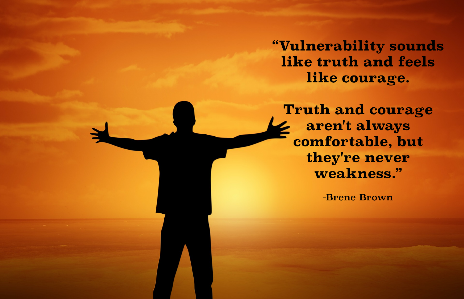 “Vulnerability sounds
like truth and feels
like courage.
Truth and courage
aren't always
comfortable, but
they're never
weakness.”
-Brene Brown